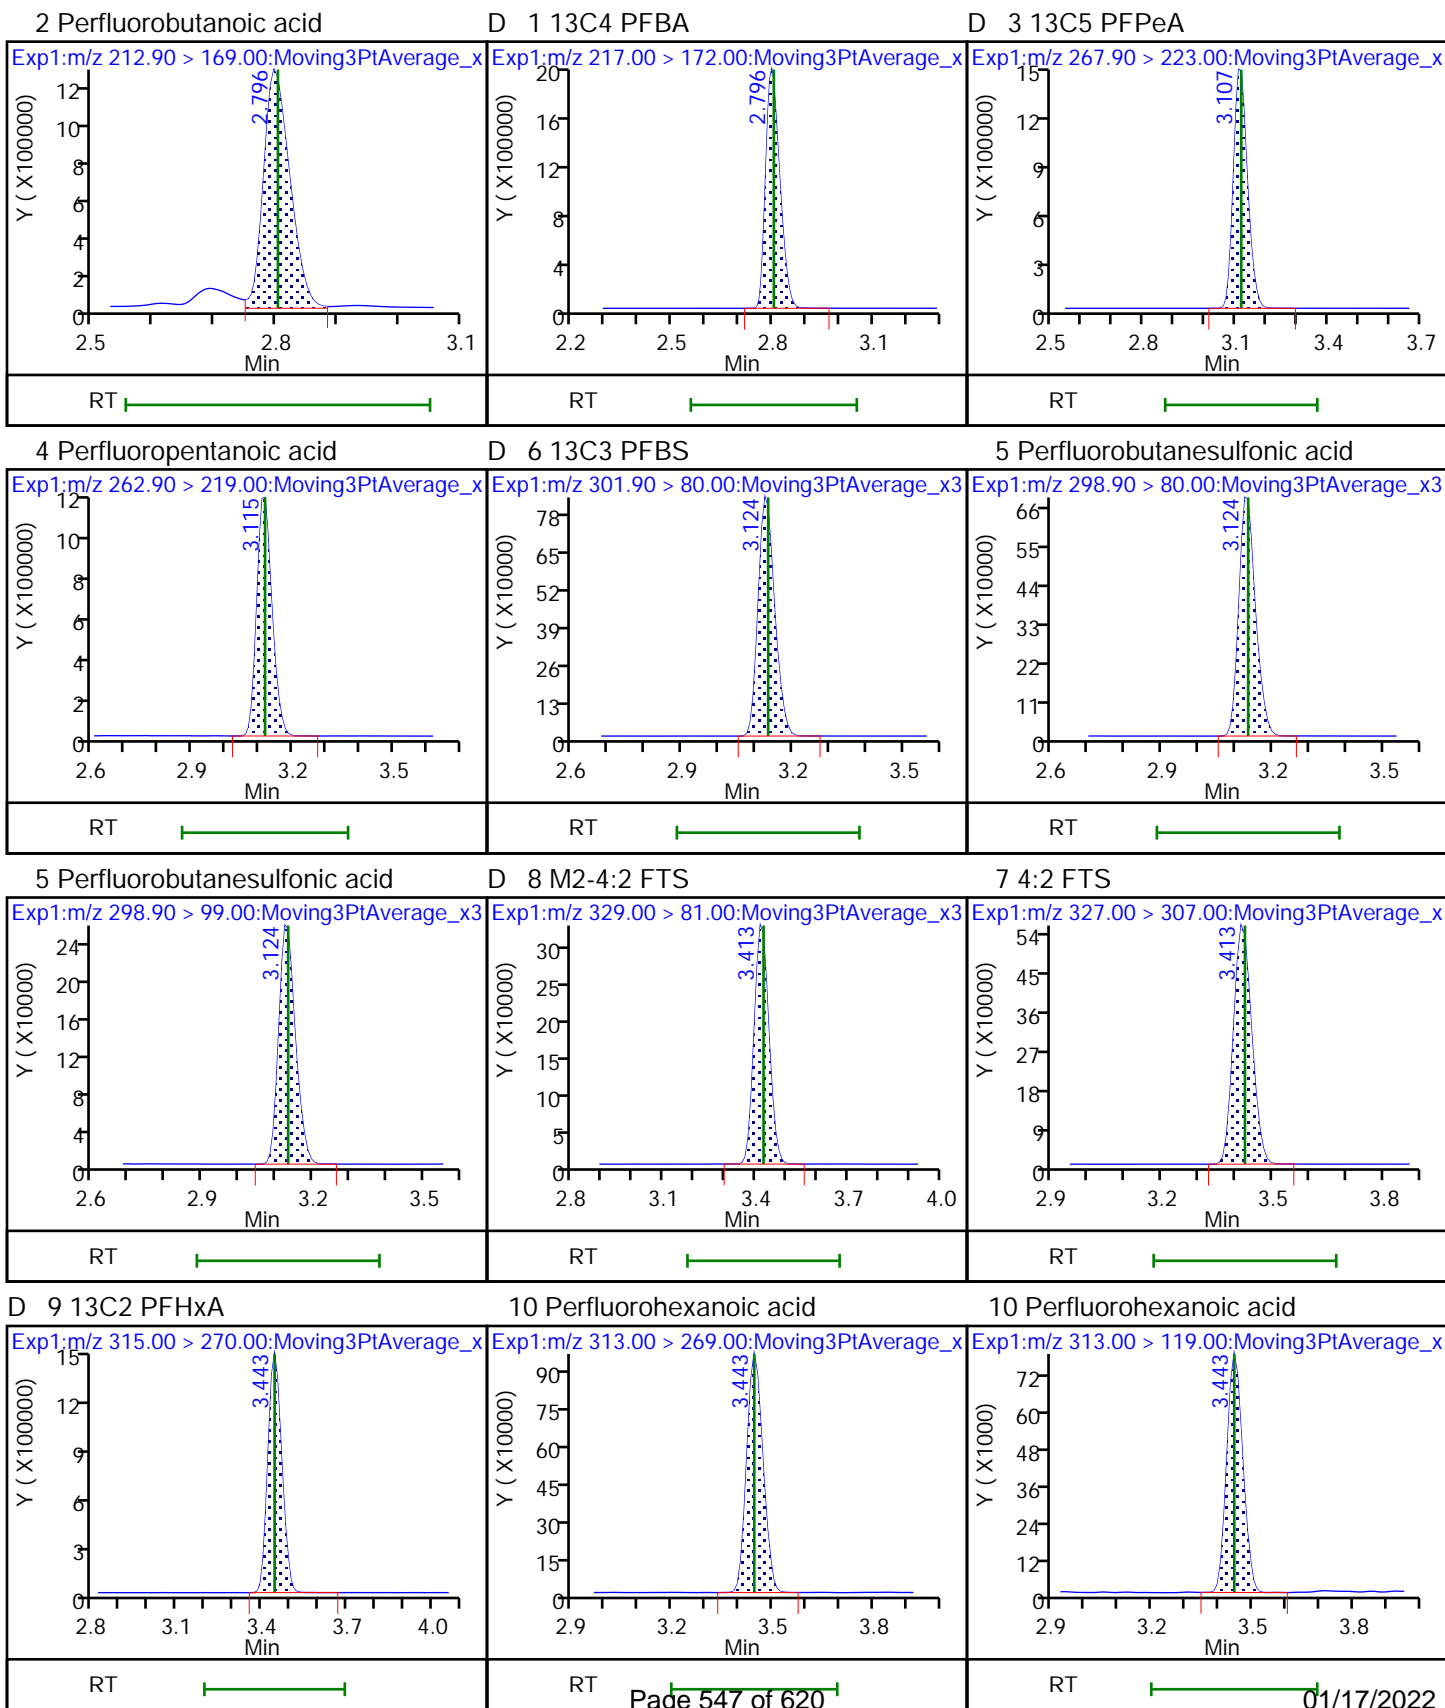 2 Perfluorobutanoic acid
Exp1:m/z 212.90 > 169.00:Moving3PtAverage_x
Y ( X100000)
12
10
8
6
4
2
0
2.796
2.5 2.8 3.1
Min
RT
D 1 13C4 PFBA
Exp1:m/z 217.00 > 172.00:Moving3PtAverage_x
Y ( X100000)
20
16
12
8
4
0
2.796
2.2 2.5 2.8 3.1
Min
RT
D 3 13C5 PFPeA
Exp1:m/z 267.90 > 223.00:Moving3PtAverage_x
Y ( X100000)
15
12
9
6
3
0
3.107
2.5 2.8 3.1 3.4 3.7
Min
RT
4 Perfluoropentanoic acid
Exp1:m/z 262.90 > 219.00:Moving3PtAverage_x
Y ( X100000)
12
10
8
6
4
2
0
3.115
2.6 2.9 3.2 3.5
Min
RT
D 6 13C3 PFBS
Exp1:m/z 301.90 > 80.00:Moving3PtAverage_x3
Y ( X10000)
78
65
52
39
26
13
0
3.124
2.6 2.9 3.2 3.5
Min
RT
5 Perfluorobutanesulfonic acid
Exp1:m/z 298.90 > 80.00:Moving3PtAverage_x3
Y ( X10000)
66
55
44
33
22
11
0
3.124
2.6 2.9 3.2 3.5
Min
RT
5 Perfluorobutanesulfonic acid
Exp1:m/z 298.90 > 99.00:Moving3PtAverage_x3
Y ( X10000)
24
20
16
12
8
4
0
3.124
2.6 2.9 3.2 3.5
Min
RT
D 8 M2-4:2 FTS
Exp1:m/z 329.00 > 81.00:Moving3PtAverage_x3
Y ( X10000)
30
25
20
15
10
5
0
3.413
2.8 3.1 3.4 3.7 4.0
Min
RT
7 4:2 FTS
Exp1:m/z 327.00 > 307.00:Moving3PtAverage_x
Y ( X10000)
54
45
36
27
18
9
0
3.413
2.9 3.2 3.5 3.8
Min
RT
D 9 13C2 PFHxA
Exp1:m/z 315.00 > 270.00:Moving3PtAverage_x
Y ( X100000)
15
12
9
6
3
0
3.443
2.8 3.1 3.4 3.7 4.0
Min
RT
10 Perfluorohexanoic acid
Exp1:m/z 313.00 > 269.00:Moving3PtAverage_x
Y ( X10000)
90
75
60
45
30
15
0
3.443
2.9 3.2 3.5 3.8
Min
RT
10 Perfluorohexanoic acid
Exp1:m/z 313.00 > 119.00:Moving3PtAverage_x
Y ( X1000)
72
60
48
36
24
12
0
3.443
2.9 3.2 3.5 3.8
Min
RT
Page 547 of 620
01/17/2022